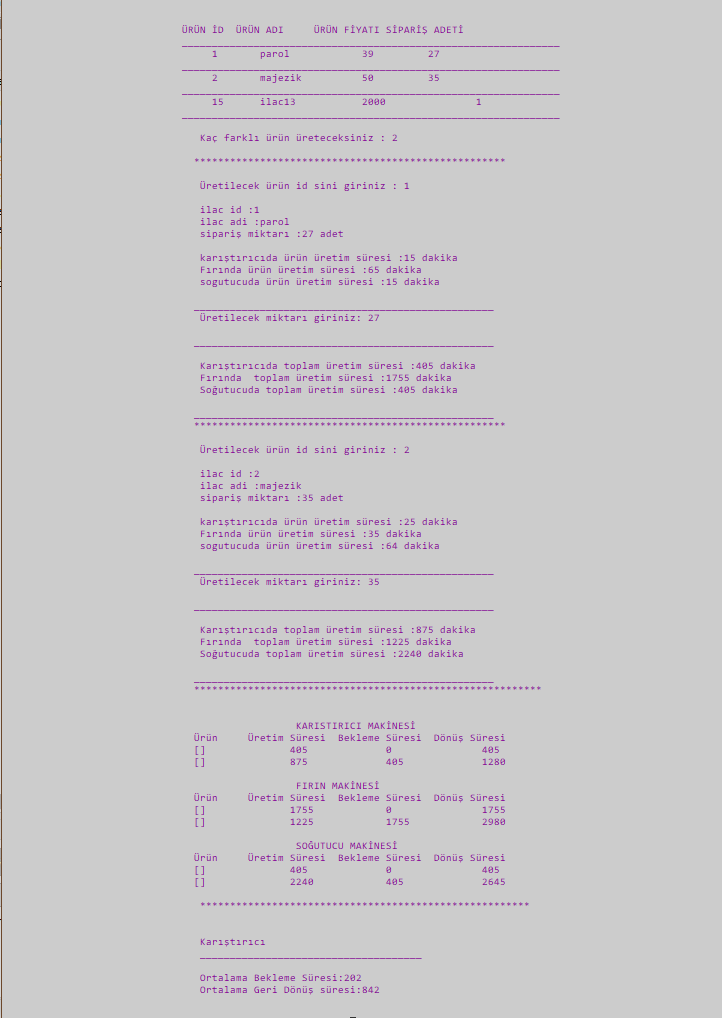 ÜRÜN İD ÜRÜN ADI ÜRÜN FİYATI SİPARİŞ ADETİ
1 parol 39 27
2 majezik 50 35
15 ilac13 2000 1
Kaç farklı ürün üreteceksiniz : 2
****************************************************
Üretilecek ürün id sini giriniz : 1
ilac id :1
ilac adi :parol
sipariş miktarı :27 adet
karıştırıcıda ürün üretim süresi :15 dakika
Fırında ürün üretim süresi :65 dakika
sogutucuda ürün üretim süresi :15 dakika
Üretilecek miktarı giriniz: 27
Karıştırıcıda toplam üretim süresi :405 dakika
Fırında  toplam üretim süresi :1755 dakika
Soğutucuda toplam üretim süresi :405 dakika
****************************************************
Üretilecek ürün id sini giriniz : 2
ilac id :2
ilac adi :majezik
sipariş miktarı :35 adet
karıştırıcıda ürün üretim süresi :25 dakika
Fırında ürün üretim süresi :35 dakika
sogutucuda ürün üretim süresi :64 dakika
Üretilecek miktarı giriniz: 35
Karıştırıcıda toplam üretim süresi :875 dakika
Fırında  toplam üretim süresi :1225 dakika
Soğutucuda toplam üretim süresi :2240 dakika
**********************************************************
KARISTIRICI MAKİNESİ
Ürün Üretim Süresi Bekleme Süresi Dönüş Süresi
[] 405 0 405
[] 875 405 1280
FIRIN MAKİNESİ
Ürün Üretim Süresi Bekleme Süresi Dönüş Süresi
[] 1755 0 1755
[] 1225 1755 2980
SOĞUTUCU MAKİNESİ
Ürün Üretim Süresi Bekleme Süresi Dönüş Süresi
[] 405 0 405
[] 2240 405 2645
*******************************************************
Karıştırıcı
Ortalama Bekleme Süresi:202
Ortalama Geri Dönüş süresi:842